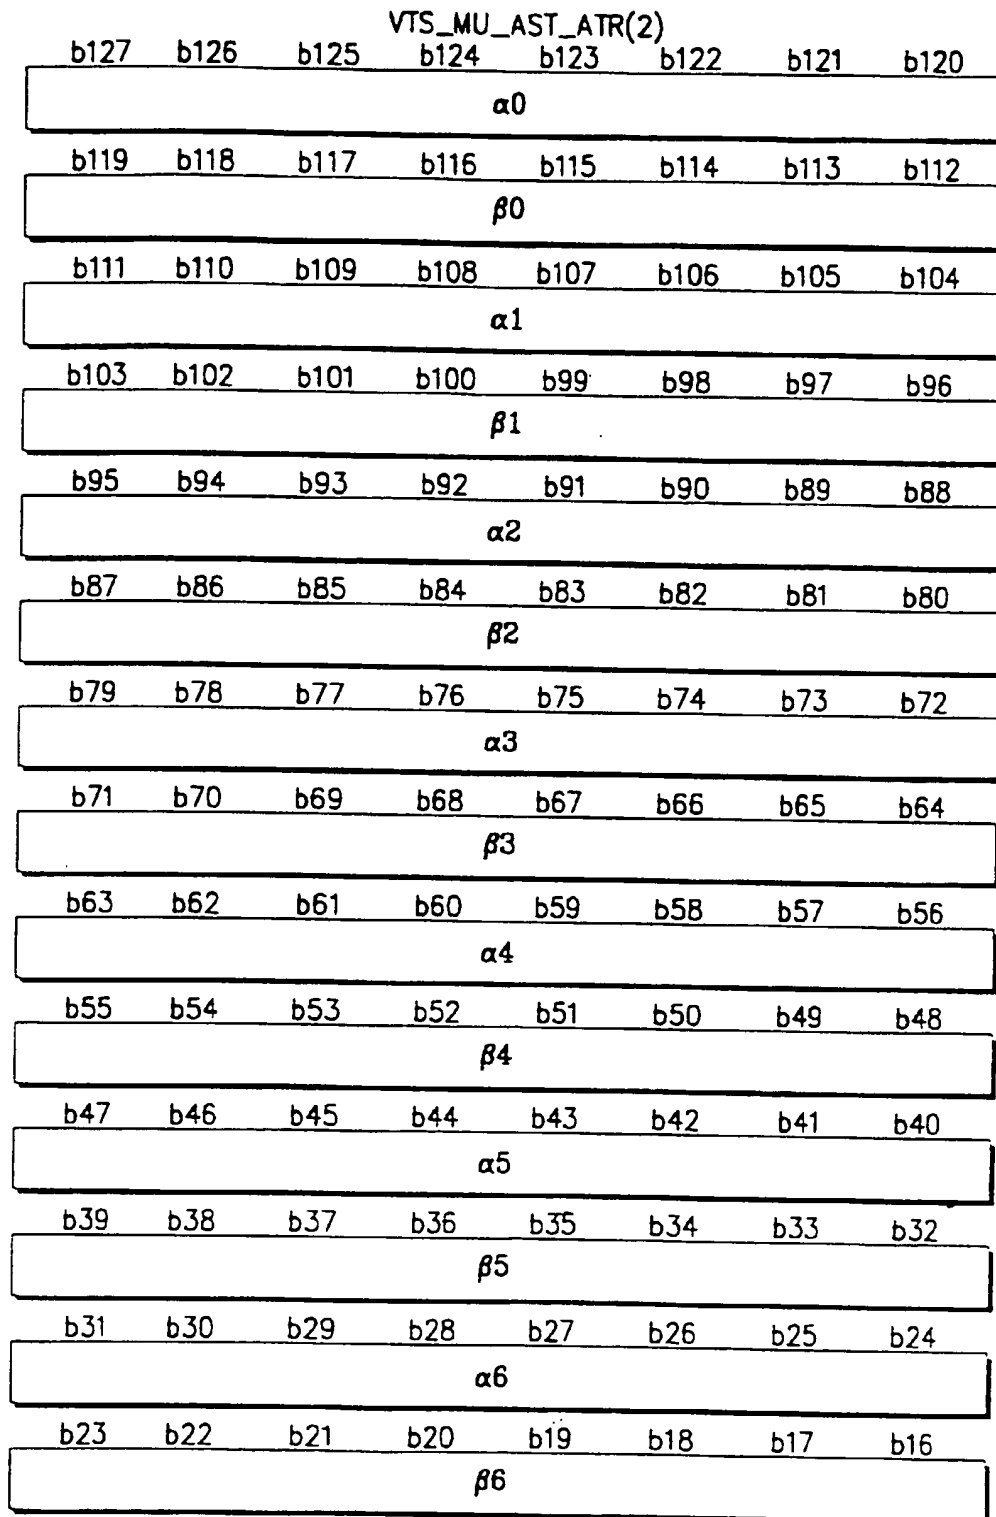 VTS_MU_AST_ATR(2)
b127 b126 b125 b124 b123 b122 b121 b120
α0
b119 b118 b117 b116 b115 b114 b113 b112
β0
b111 b110 b109 b108 b107 b106 b105 b104
α1
b103 b102 b101 b100 b99 b98 b97 b96
β1
b95 b94 b93 b92 b91 b90 b89 b88
α2
b87 b86 b85 b84 b83 b82 b81 b80
β2
b79 b78 b77 b76 b75 b74 b73 b72
α3
b71 b70 b69 b68 b67 b66 b65 b64
β3
b63 b62 b61 b60 b59 b58 b57 b56
α4
b55 b54 b53 b52 b51 b50 b49 b48
β4
b47 b46 b45 b44 b43 b42 b41 b40
α5
b39 b38 b37 b36 b35 b34 b33 b32
β5
b31 b30 b29 b28 b27 b26 b25 b24
α6
b23 b22 b21 b20 b19 b18 b17 b16
β6